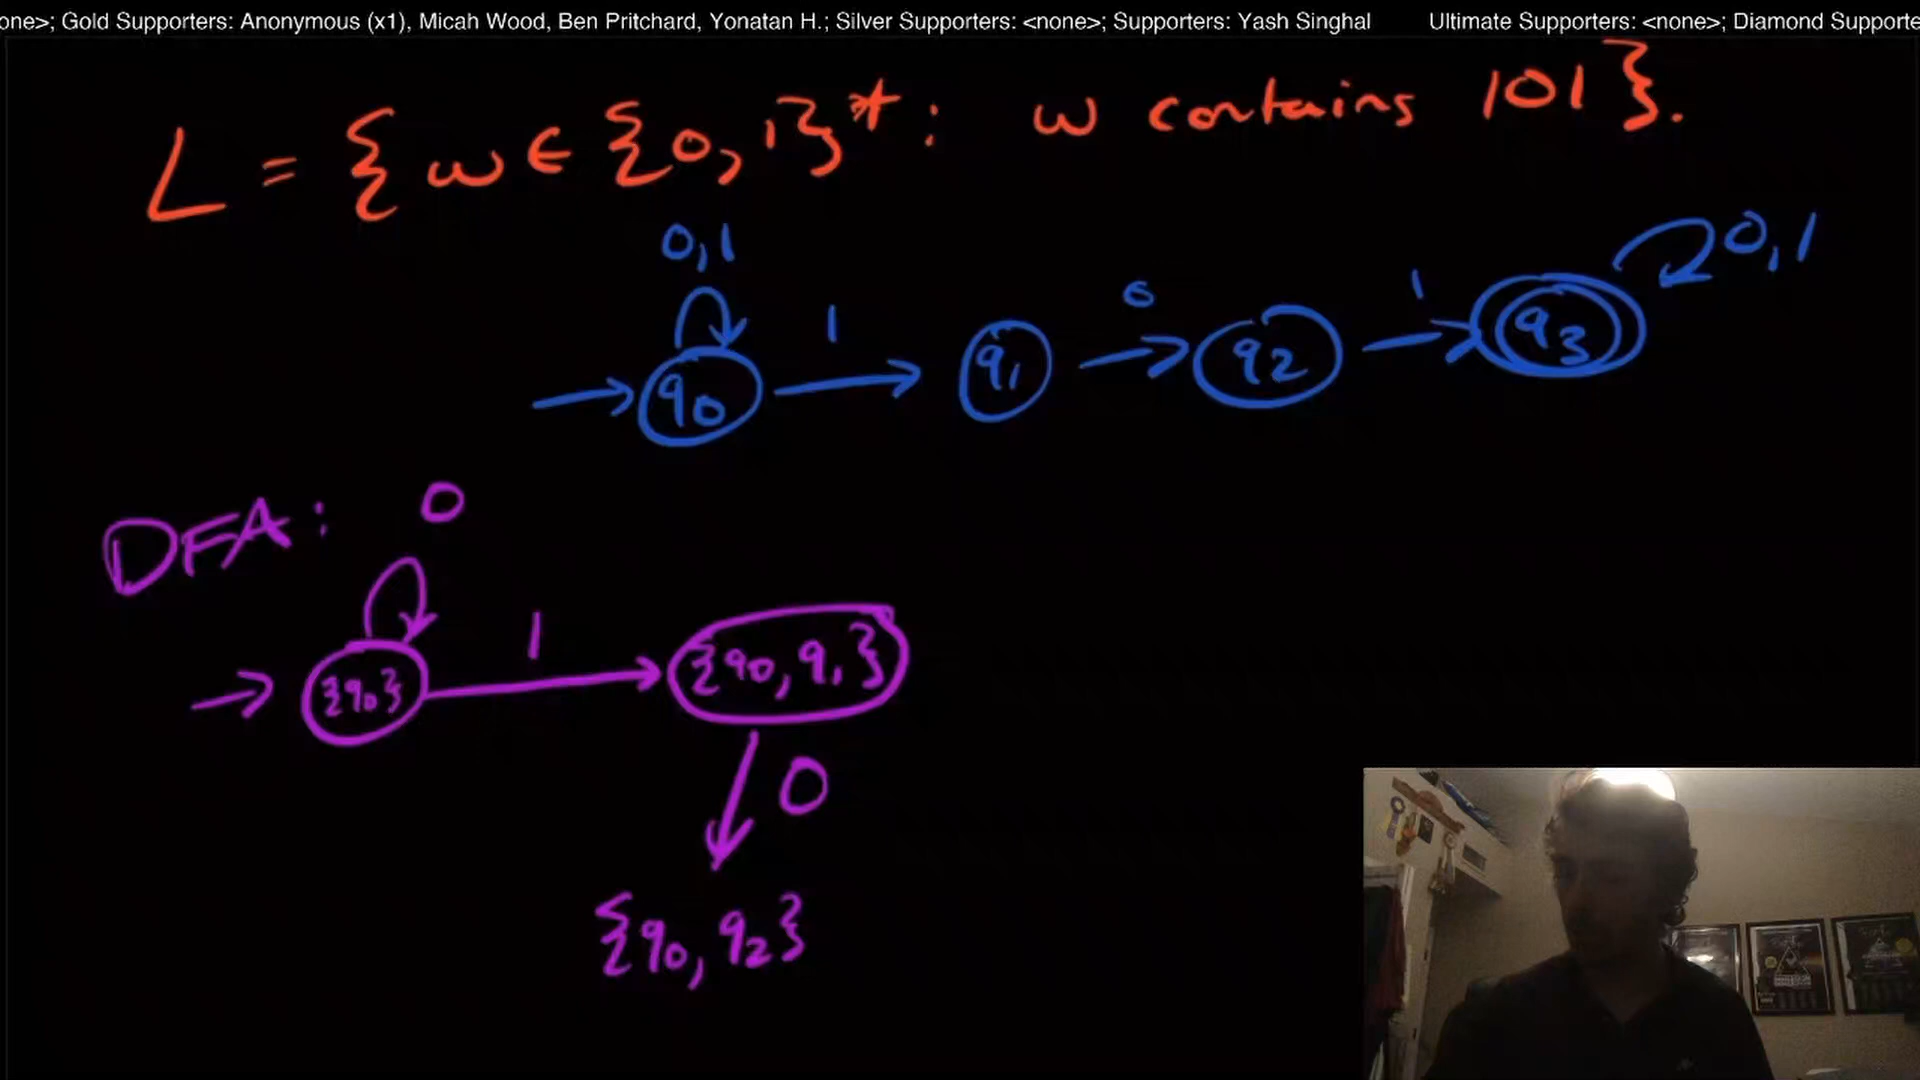 one>; Gold Supporters: Anonymous (x1), Micah Wood, Ben Pritchard, Yonatan H.; Silver Supporters: <none>; Supporters: Yash Singhal Ultimate Supporters: <none>; Diamond Supporte
L = {w ∈ {0,1}*: w contains 101}.
0,1
1
0
1
0,1
q0
q1
q2
q3
DFA:
0
1
{q0}
{q0, q1}
0
{q0, q2}